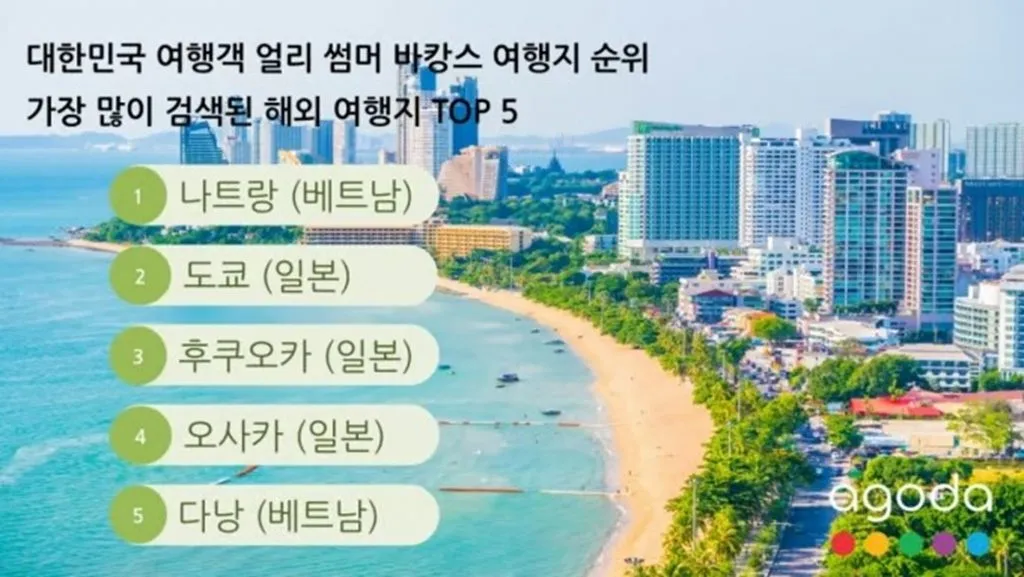 대한민국 여행객 얼리 썸머 바캉스 여행지 순위
가장 많이 검색된 해외 여행지 TOP 5
1 나트랑 (베트남)
2 도쿄 (일본)
3 후쿠오카 (일본)
4 오사카 (일본)
5 다낭 (베트남)
agoda